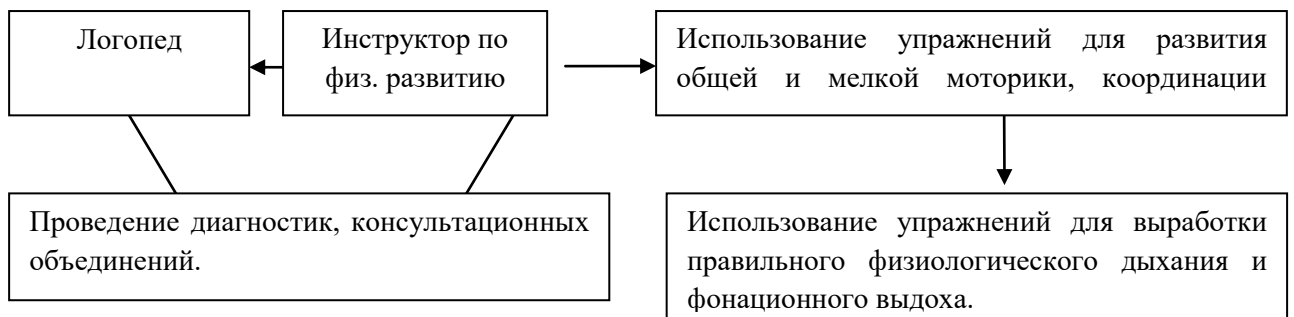 Логопед
Инструктор по
физ. развитию
Использование упражнений для развития
общей и мелкой моторики, координации
Проведение диагностик, консультационных
объединений.
Использование упражнений для выработки
правильного физиологического дыхания и
фонационного выдоха.